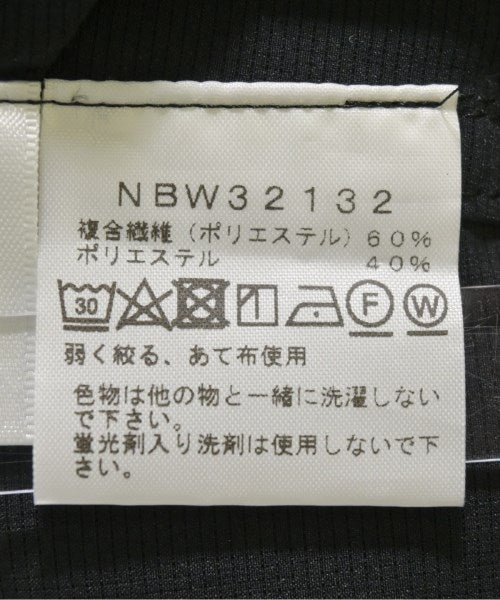 NBW32132
複合繊維(ポリエステル)60%
ポリエステル 40%
30 F W
弱く絞る、あて布使用
色物は他の物と一緒に洗濯しない
で下さい。
蛍光剤入り洗剤は使用しないで下
さい。